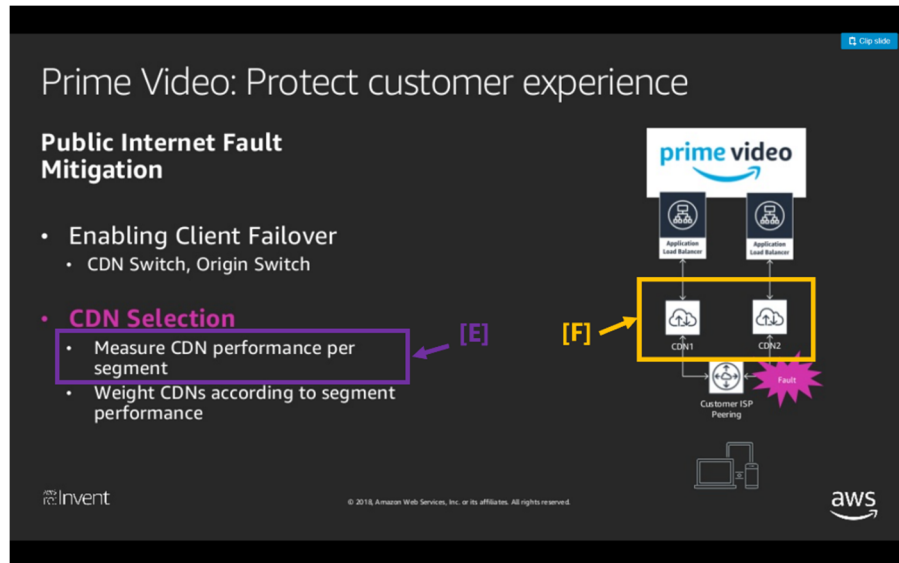 Clip slide
Prime Video: Protect customer experience
Public Internet Fault
Mitigation
• Enabling Client Failover
• CDN Switch, Origin Switch
• CDN Selection
• Measure CDN performance per
segment
• Weight CDNs according to segment
performance
[E]
[F]
prime video
Application
Load Balancer
Application
Load Balancer
CDN1
CDN2
Fault
Customer ISP
Peering
AWS re:Invent
© 2018, Amazon Web Services, Inc. or its affiliates. All rights reserved.
aws